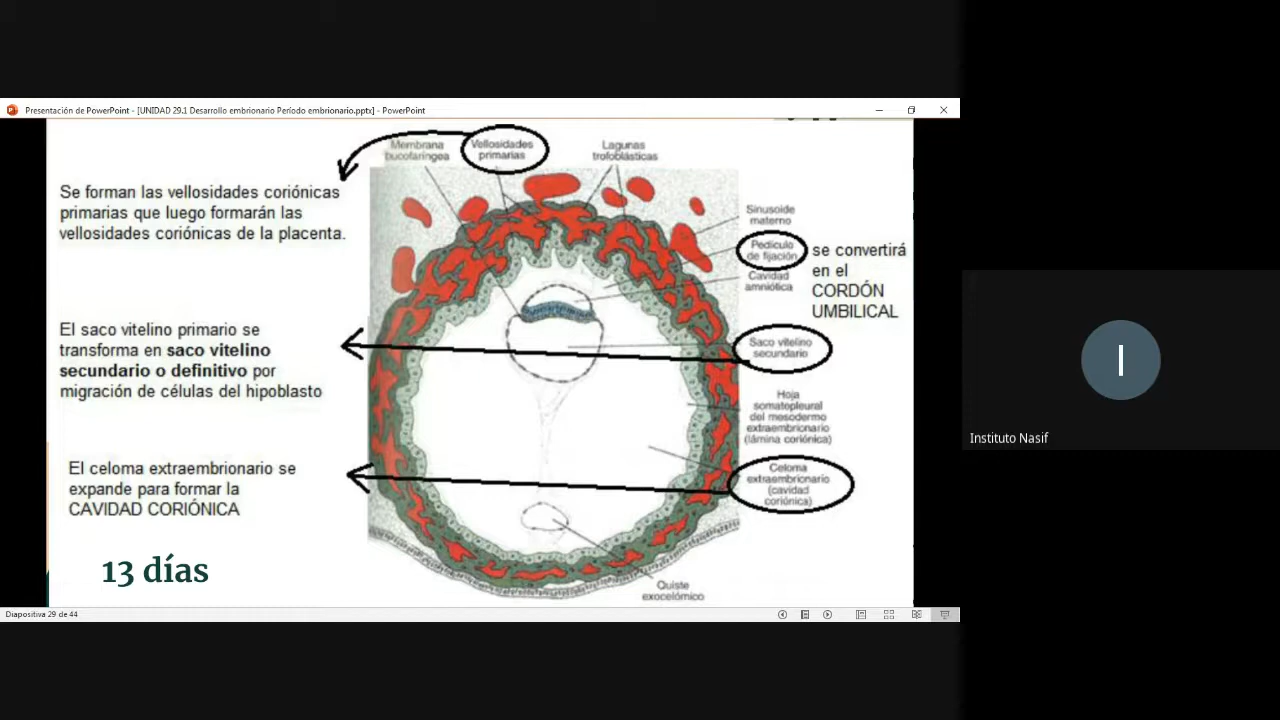 Presentación de PowerPoint - [UNIDAD 29.1 Desarrollo embrionario Período embrionario.pptx] - PowerPoint
Membrana
bucofaríngea
Vellosidades
primarias
Lagunas
trofoblásticas
Se forman las vellosidades coriónicas
primarias que luego formarán las
vellosidades coriónicas de la placenta.
Sinusoide
materno
Pedículo
de fijación
se convertirá
en el
CORDÓN
UMBILICAL
Cavidad
amniótica
El saco vitelino primario se
transforma en saco vitelino
secundario o definitivo por
migración de células del hipoblasto
Saco vitelino
secundario
Hoja
somatopleural
del mesodermo
extraembrionario
(lámina coriónica)
El celoma extraembrionario se
expande para formar la
CAVIDAD CORIÓNICA
Celoma
extraembrionario
(cavidad
coriónica)
13 días
Quiste
exocelómico
Diapositiva 29 de 44
I
Instituto Nasif